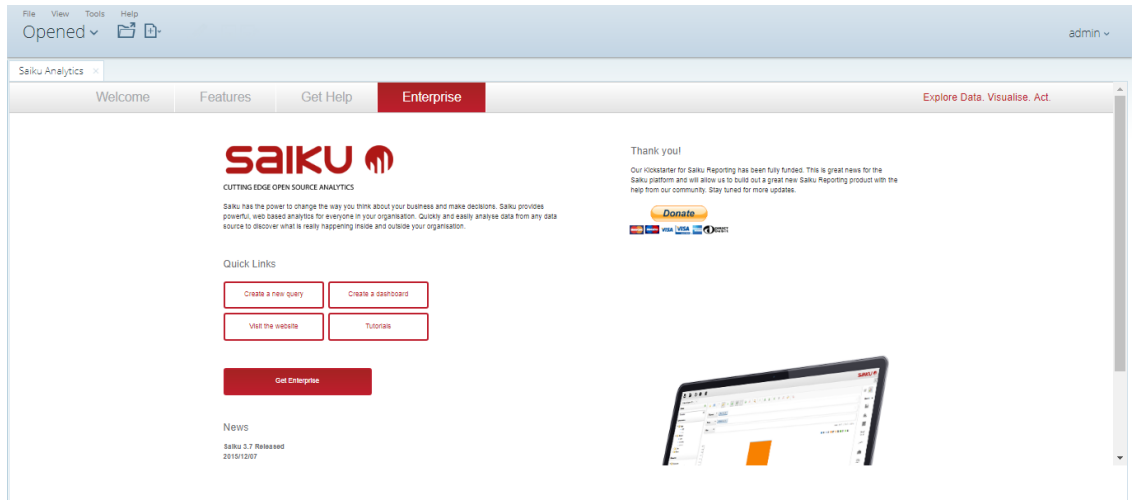 File View Tools Help
Opened
admin
Saiku Analytics ×
Welcome Features Get Help Enterprise
Explore Data. Visualise. Act.
saiku
CUTTING EDGE OPEN SOURCE ANALYTICS
Saiku has the power to change the way you think about your business and make decisions. Saiku provides
powerful, web based analytics for everyone in your organisation. Quickly and easily analyse data from any data
source to discover what is really happening inside and outside your organisation.
Thank you!
Our Kickstarter for Saiku Reporting has been fully funded. This is great news for the
Saiku platform and will allow us to build out a great new Saiku Reporting product with the
help from our community. Stay tuned for more updates.
Donate
VISA VISA
Quick Links
Create a new query Create a dashboard
Visit the website Tutorials
Get Enterprise
News
Saiku 3.7 Released
2015/12/07
SAIKU